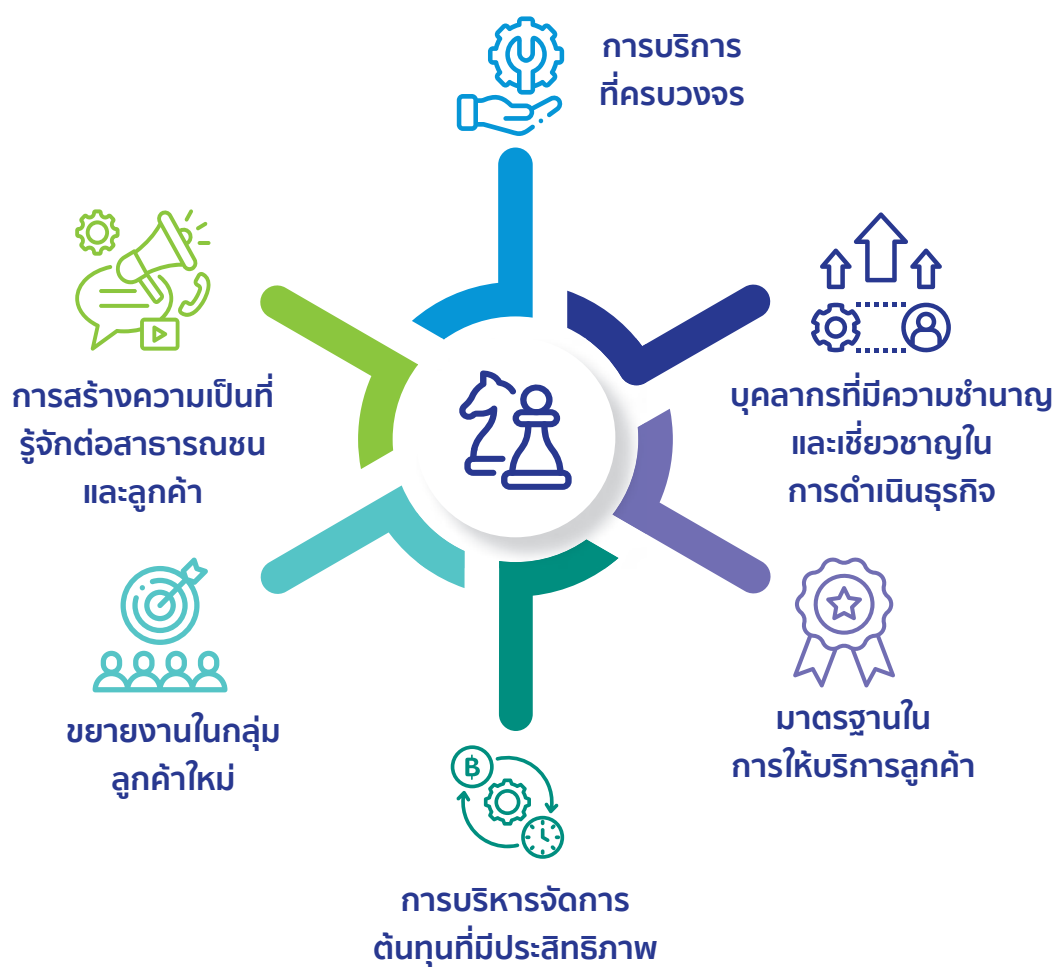 การบริการ
ที่ครบวงจร
บุคลากรที่มีความชำนาญ
และเชี่ยวชาญใน
การดำเนินธุรกิจ
มาตรฐานใน
การให้บริการลูกค้า
การบริหารจัดการ
ต้นทุนที่มีประสิทธิภาพ
ขยายงานในกลุ่ม
ลูกค้าใหม่
การสร้างความเป็นที่
รู้จักต่อสาธารณชน
และลูกค้า